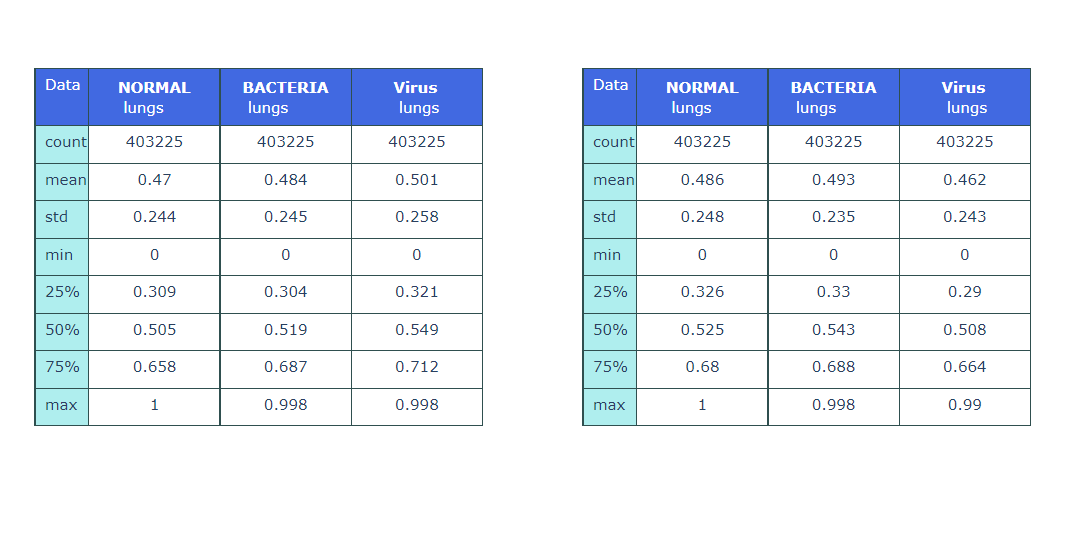 Data NORMAL lungs BACTERIA lungs Virus lungs
count 403225 403225 403225
mean 0.47 0.484 0.501
std 0.244 0.245 0.258
min 0 0 0
25% 0.309 0.304 0.321
50% 0.505 0.519 0.549
75% 0.658 0.687 0.712
max 1 0.998 0.998
Data NORMAL lungs BACTERIA lungs Virus lungs
count 403225 403225 403225
mean 0.486 0.493 0.462
std 0.248 0.235 0.243
min 0 0 0
25% 0.326 0.33 0.29
50% 0.525 0.543 0.508
75% 0.68 0.688 0.664
max 1 0.998 0.99